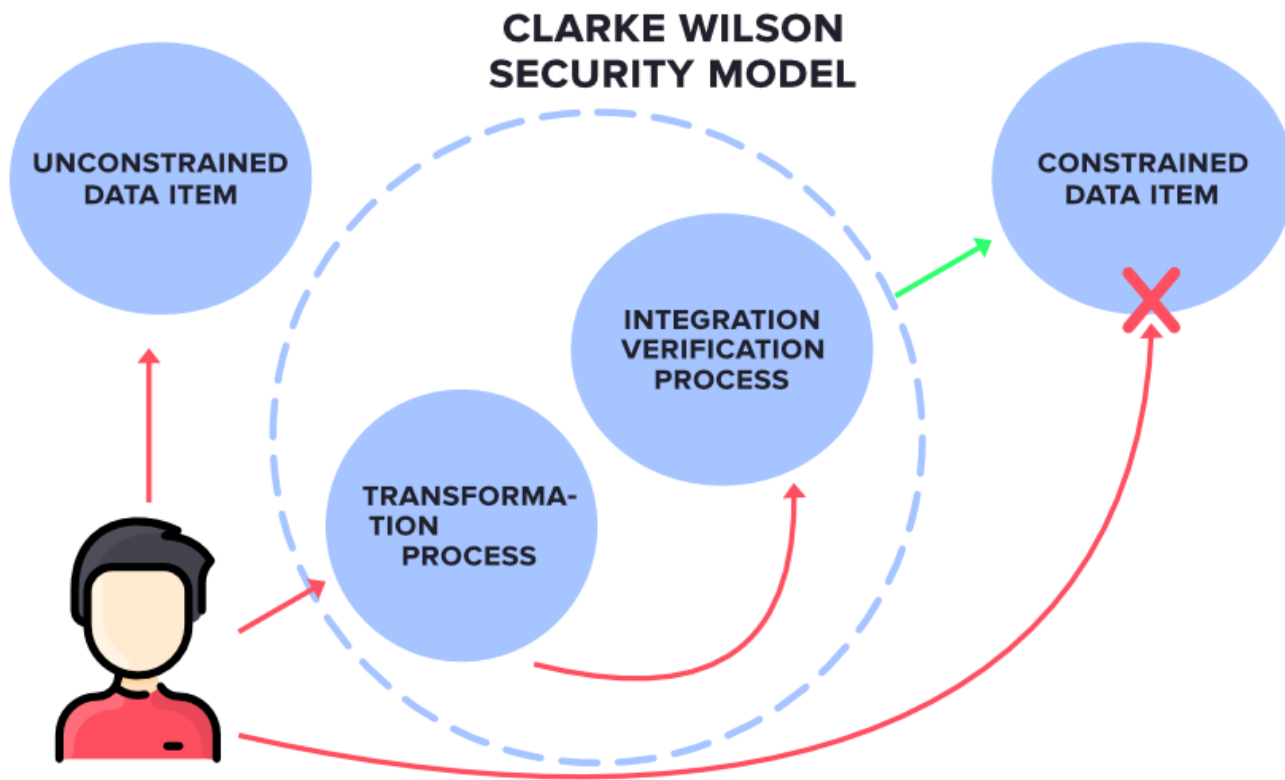 CLARKE WILSON
SECURITY MODEL
UNCONSTRAINED
DATA ITEM
CONSTRAINED
DATA ITEM
INTEGRATION
VERIFICATION
PROCESS
TRANSFORMA-
TION
PROCESS